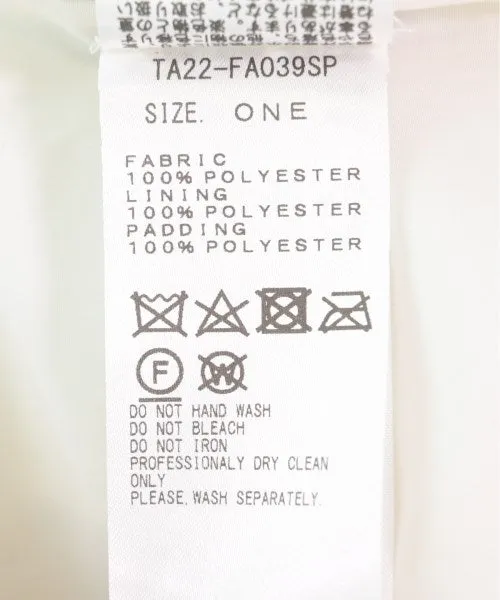 TA22-FA039SP
SIZE. ONE
FABRIC
100% POLYESTER
LINING
100% POLYESTER
PADDING
100% POLYESTER
F
W
DO NOT HAND WASH
DO NOT BLEACH
DO NOT IRON
PROFESSIONALY DRY CLEAN
ONLY
PLEASE.WASH SEPARATELY.